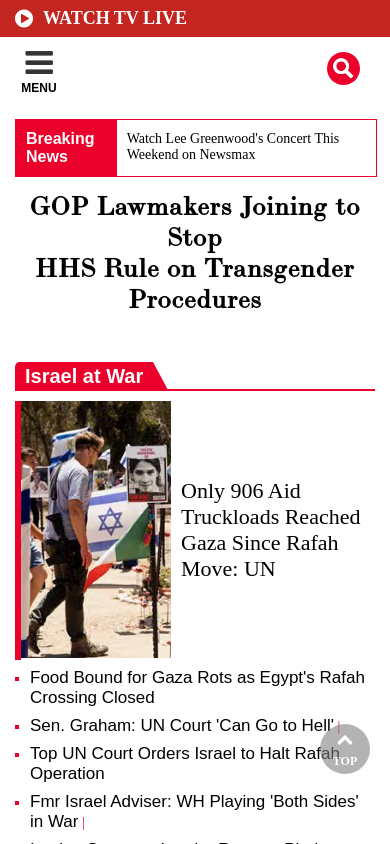 WATCH TV LIVE
MENU
Breaking
News
Watch Lee Greenwood's Concert This
Weekend on Newsmax
GOP Lawmakers Joining to
Stop
HHS Rule on Transgender
Procedures
Israel at War
Only 906 Aid
Truckloads Reached
Gaza Since Rafah
Move: UN
Food Bound for Gaza Rots as Egypt's Rafah
Crossing Closed
Sen. Graham: UN Court 'Can Go to Hell' |
Top UN Court Orders Israel to Halt Rafah
Operation
TOP
Fmr Israel Adviser: WH Playing 'Both Sides'
in War |